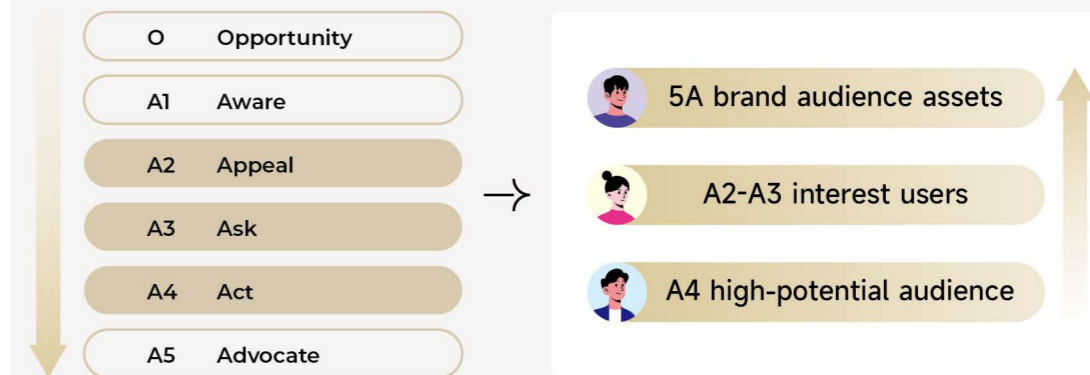 O Opportunity
A1 Aware
A2 Appeal
A3 Ask
A4 Act
A5 Advocate
5A brand audience assets
A2-A3 interest users
A4 high-potential audience